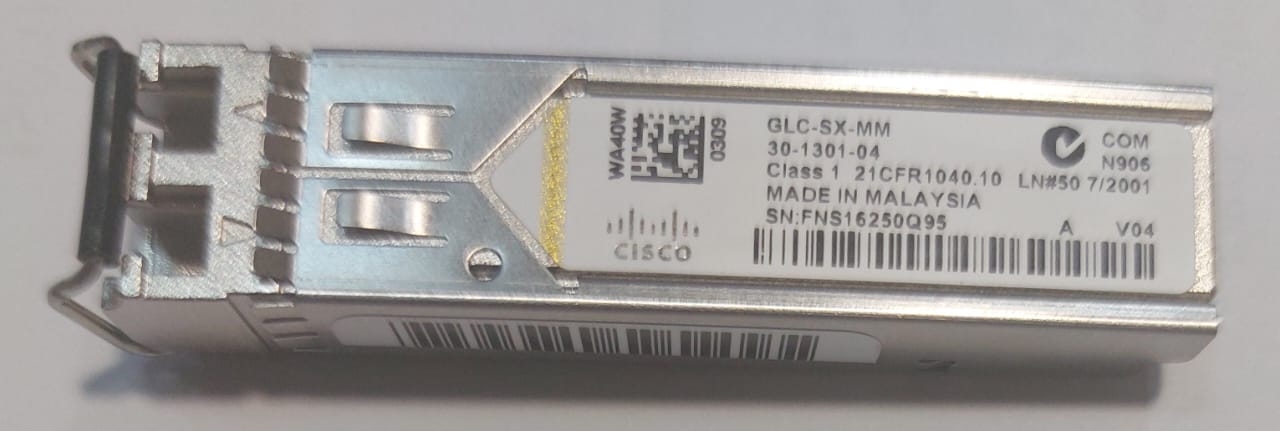 WA40W
0309
GLC-SX-MM
30-1301-04
Class 1 21CFR1040.10
MADE IN MALAYSIA
SN:FNS16250Q95
COM
N906
LN#50 7/2001
A V04
CISCO